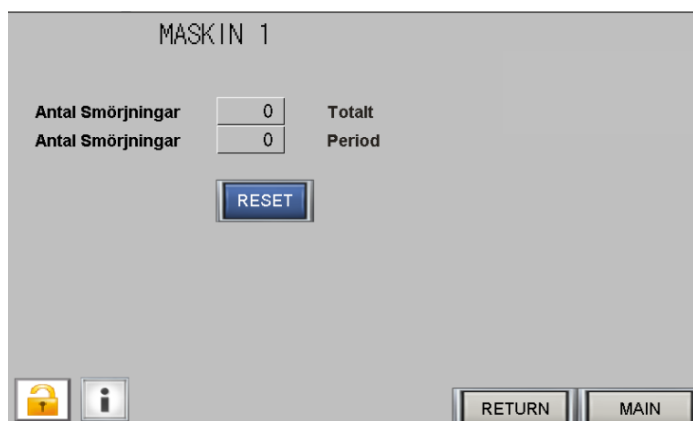 MASKIN 1
Antal Smörjningar 0 Totalt
Antal Smörjningar 0 Period
RESET
i
RETURN MAIN